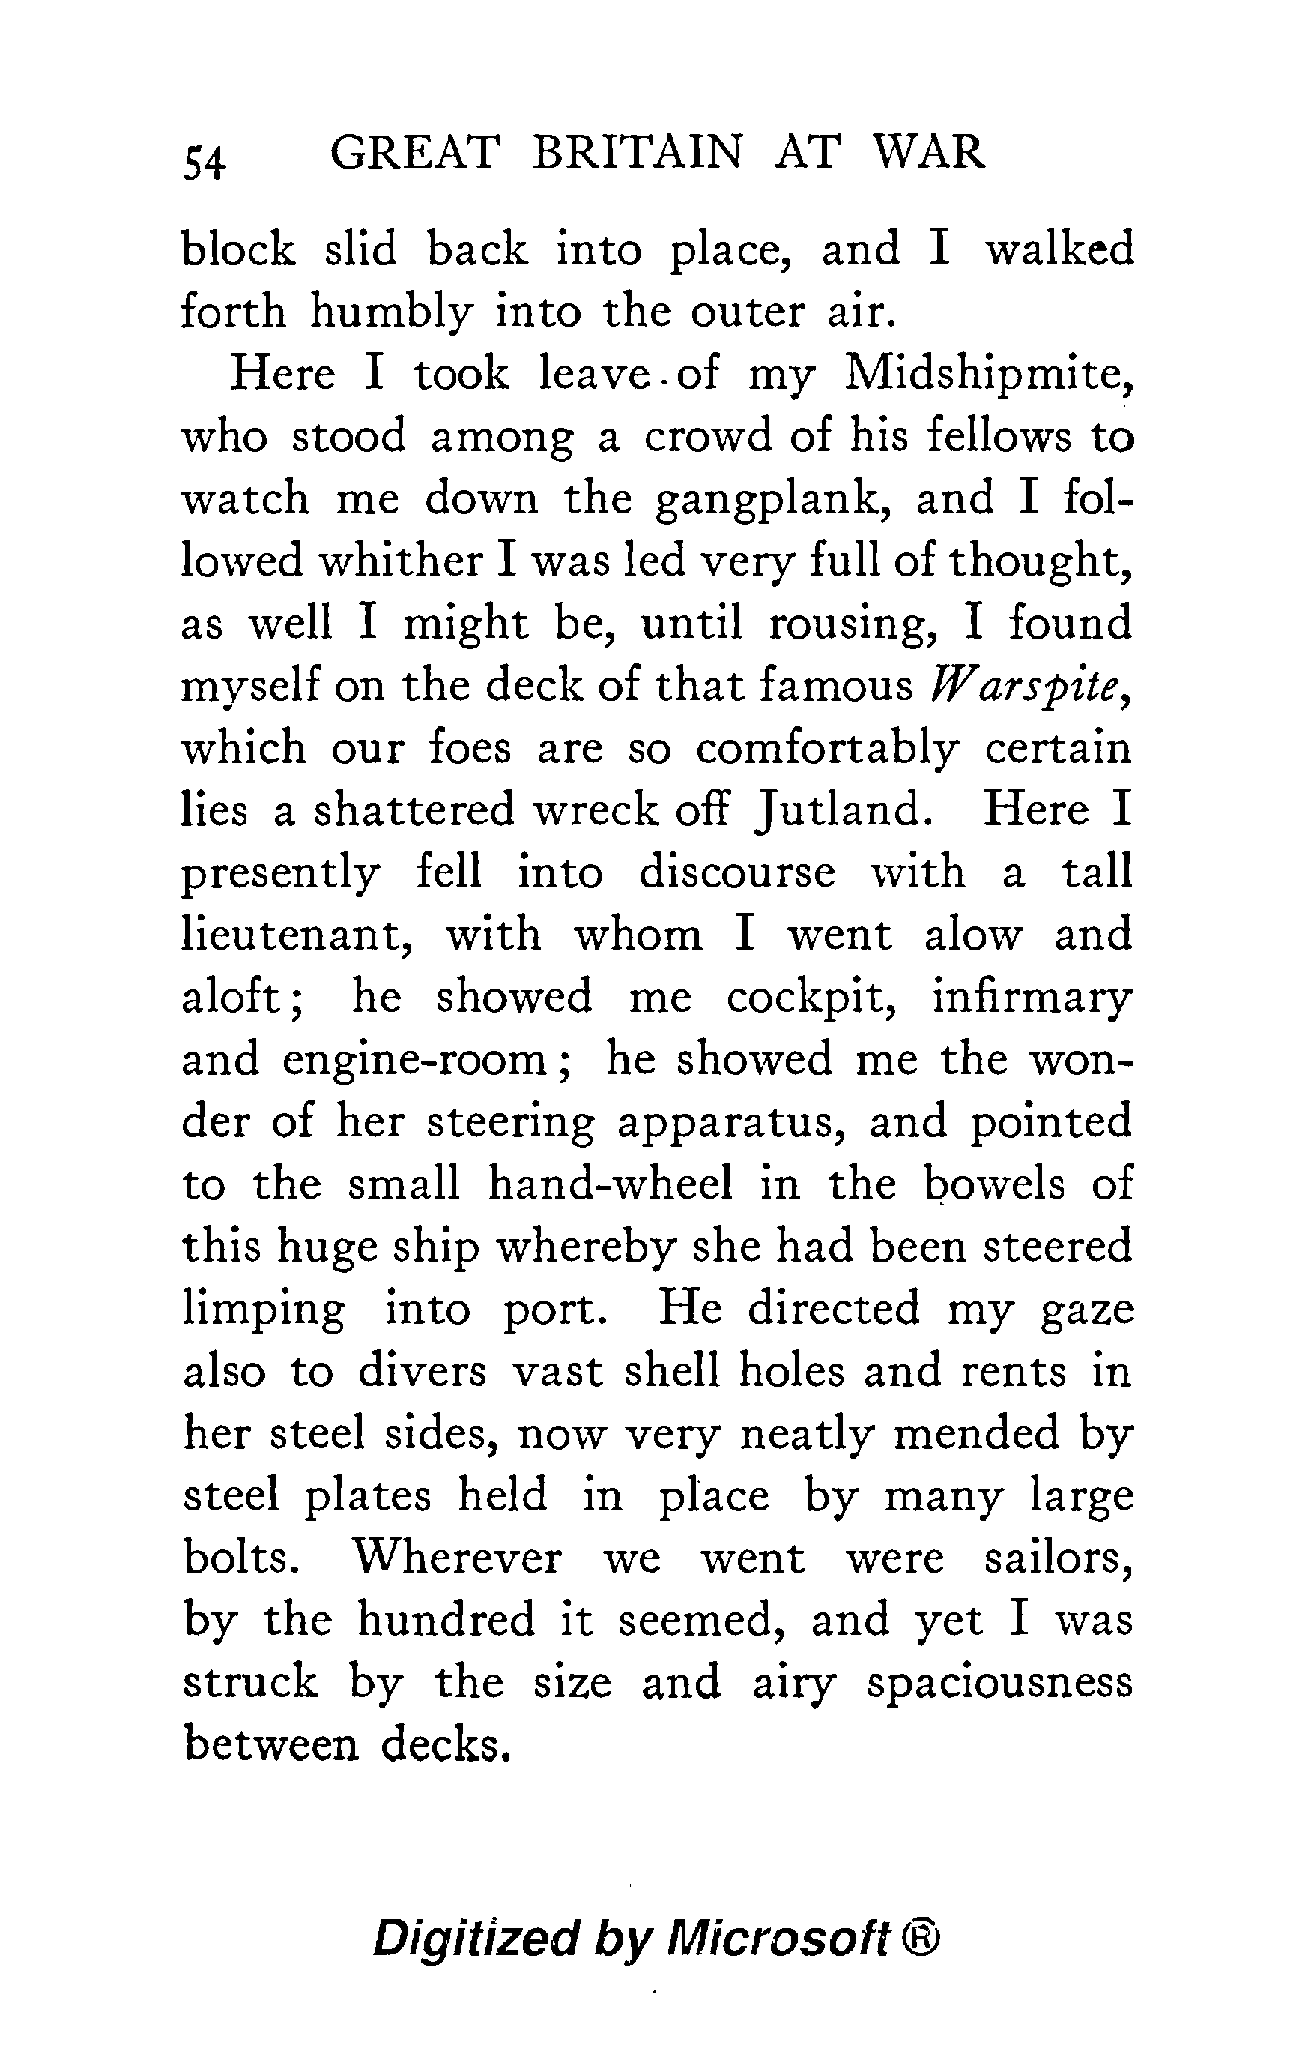 54 GREAT BRITAIN AT WAR
block slid back into place, and I walked
forth humbly into the outer air.
Here I took leave of my Midshipmite,
who stood among a crowd of his fellows to
watch me down the gangplank, and I fol-
lowed whither I was led very full of thought,
as well I might be, until rousing, I found
myself on the deck of that famous Warspite,
which our foes are so comfortably certain
lies a shattered wreck off Jutland. Here I
presently fell into discourse with a tall
lieutenant, with whom I went alow and
aloft; he showed me cockpit, infirmary
and engine-room; he showed me the won-
der of her steering apparatus, and pointed
to the small hand-wheel in the bowels of
this huge ship whereby she had been steered
limping into port. He directed my gaze
also to divers vast shell holes and rents in
her steel sides, now very neatly mended by
steel plates held in place by many large
bolts. Wherever we went were sailors,
by the hundred it seemed, and yet I was
struck by the size and airy spaciousness
between decks.
Digitized by Microsoft ®